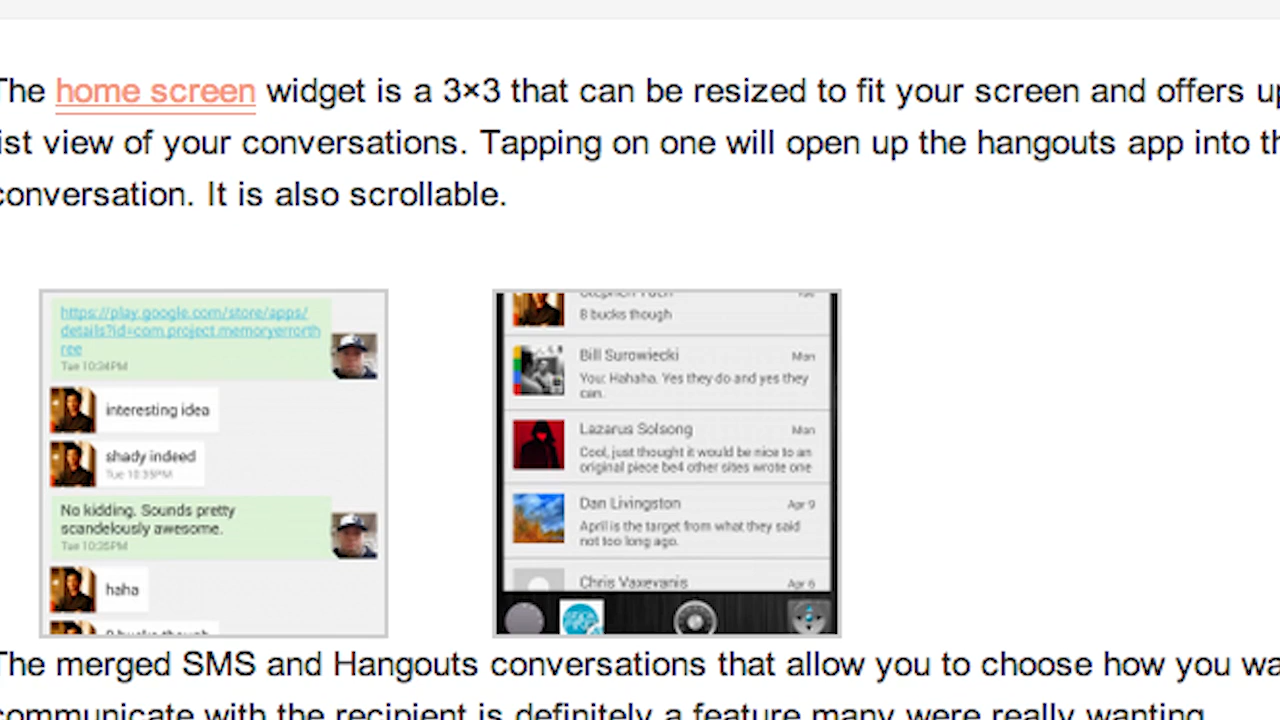 The home screen widget is a 3×3 that can be resized to fit your screen and offers up
list view of your conversations. Tapping on one will open up the hangouts app into th
conversation. It is also scrollable.
https://play.google.com/store/apps/
details?id=com.project.memoryerrorth
ree
Tue 10:34PM
interesting idea
shady indeed
Tue 10:35PM
No kidding. Sounds pretty
scandelously awesome.
Tue 10:35PM
haha
8 bucks though
Stephen Tue
8 bucks though
Bill Surowiecki Mon
You: Hahaha. Yes they do and yes they
can.
Lazarus Solsong Mon
Cool, just thought it would be nice to an
original piece be4 other sites wrote one
Dan Livingston Apr 9
April is the target from what they said
not too long ago.
Chris Vaxevanis Apr 6
The merged SMS and Hangouts conversations that allow you to choose how you wa
communicate with the recipient is definitely a feature many were really wanting